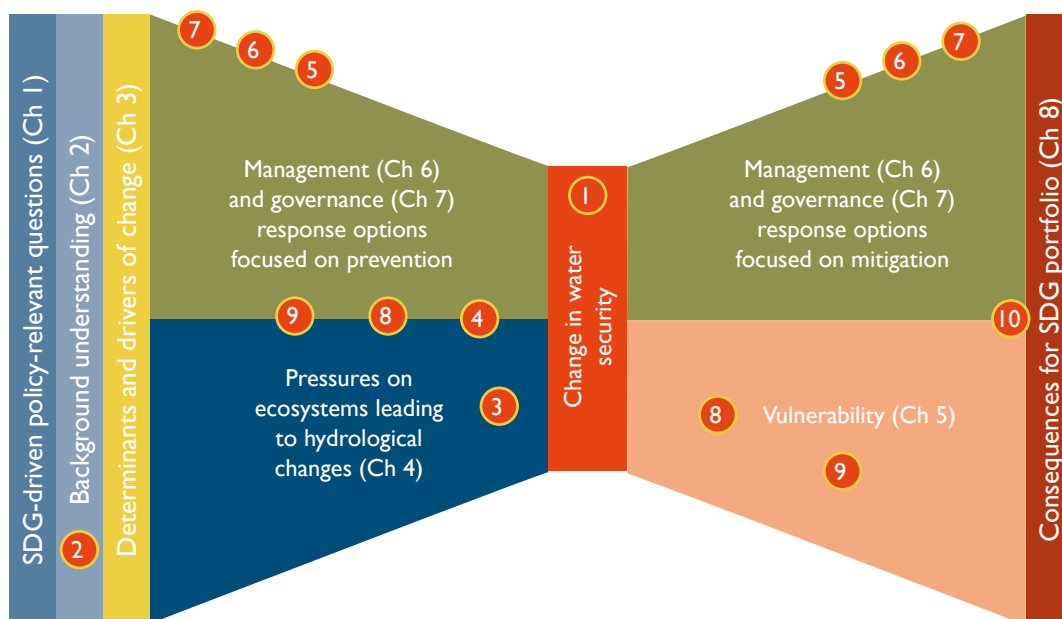 SDG-driven policy-relevant questions (Ch 1)
Background understanding (Ch 2)
2
Determinants and drivers of change (Ch 3)
7
6
5
Management (Ch 6)
and governance (Ch 7)
response options
focused on prevention
9
8
4
Pressures on
ecosystems leading
to hydrological
changes (Ch 4)
3
1
Change in water
security
5
6
7
Management (Ch 6)
and governance (Ch 7)
response options
focused on mitigation
10
8
Vulnerability (Ch 5)
9
Consequences for SDG portfolio (Ch 8)